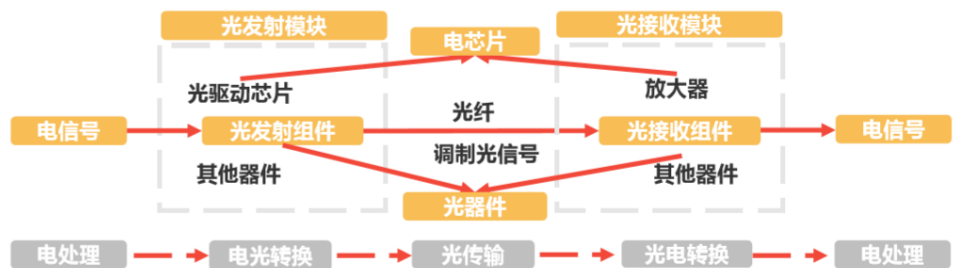 光发射模块
光接收模块
电芯片
光驱动芯片
放大器
电信号
光发射组件
光纤
光接收组件
电信号
调制光信号
其他器件
其他器件
光器件
电处理
电光转换
光传输
光电转换
电处理